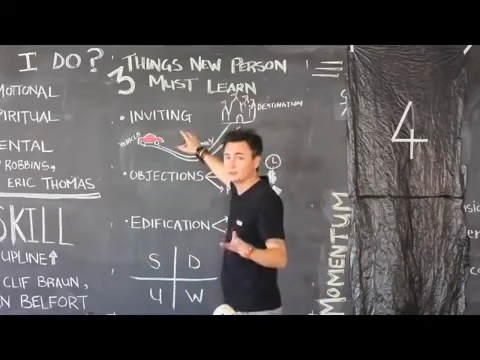 I DO?
MOTIONAL
PIRITUAL
ENTAL
ROBBINS,
ERIC THOMAS
SKILL
UPLINE
CLIF BRAUN,
N BELFORT
3 THINGS NEW PERSON
MUST LEARN
• INVITING
DESTINATION
VEHICLE
• OBJECTIONS
• EDIFICATION
S D
4 W
MOMENTUM
4